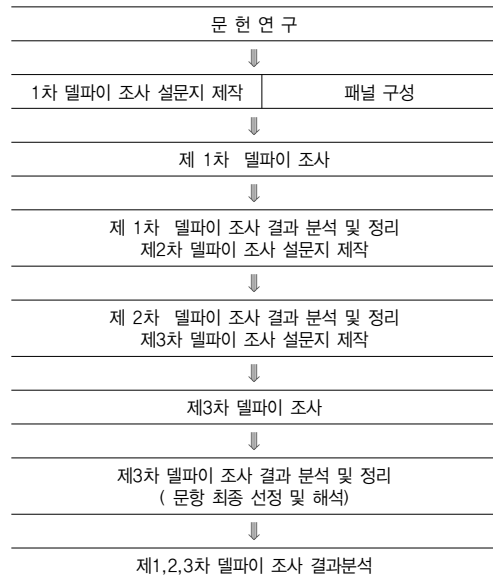 문 헌 연 구
⇓
1차 델파이 조사 설문지 제작 패널 구성
⇓
제 1차 델파이 조사
⇓
제 1차 델파이 조사 결과 분석 및 정리
제2차 델파이 조사 설문지 제작
⇓
제 2차 델파이 조사 결과 분석 및 정리
제3차 델파이 조사 설문지 제작
⇓
제3차 델파이 조사
⇓
제3차 델파이 조사 결과 분석 및 정리
( 문항 최종 선정 및 해석)
⇓
제1,2,3차 델파이 조사 결과분석